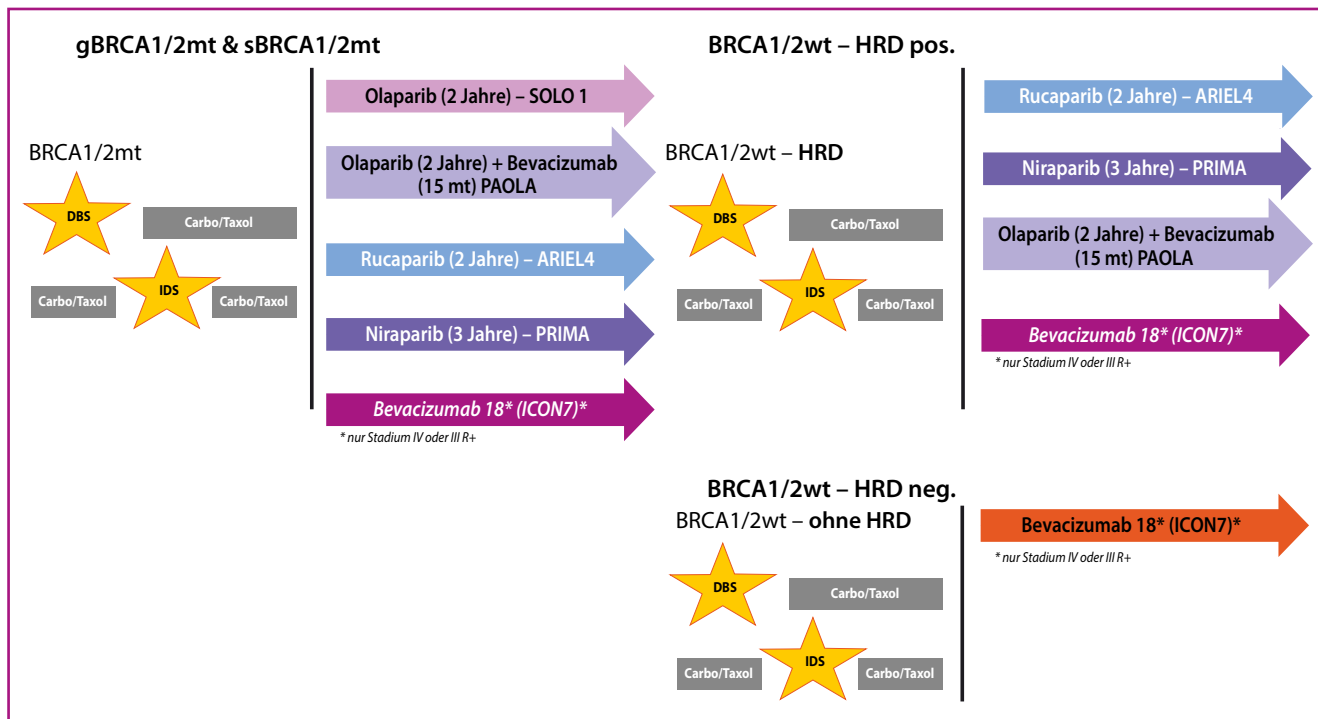 gBRCA1/2mt & sBRCA1/2mt
BRCA1/2mt
DBS
Carbo/Taxol
IDS
Carbo/Taxol
Carbo/Taxol
Olaparib (2 Jahre) – SOLO 1
Olaparib (2 Jahre) + Bevacizumab
(15 mt) PAOLA
Rucaparib (2 Jahre) – ARIEL4
Niraparib (3 Jahre) – PRIMA
Bevacizumab 18* (ICON7)*
* nur Stadium IV oder III R+
BRCA1/2wt – HRD pos.
BRCA1/2wt – HRD
DBS
Carbo/Taxol
IDS
Carbo/Taxol
Carbo/Taxol
Rucaparib (2 Jahre) – ARIEL4
Niraparib (3 Jahre) – PRIMA
Olaparib (2 Jahre) + Bevacizumab
(15 mt) PAOLA
Bevacizumab 18* (ICON7)*
* nur Stadium IV oder III R+
BRCA1/2wt – HRD neg.
BRCA1/2wt – ohne HRD
DBS
Carbo/Taxol
IDS
Carbo/Taxol
Carbo/Taxol
Bevacizumab 18* (ICON7)*
* nur Stadium IV oder III R+